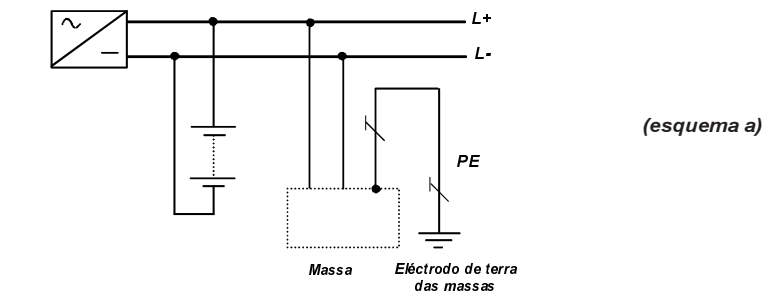 L+
L-
(esquema a)
PE
Massa
Eléctrodo de terra
das massas